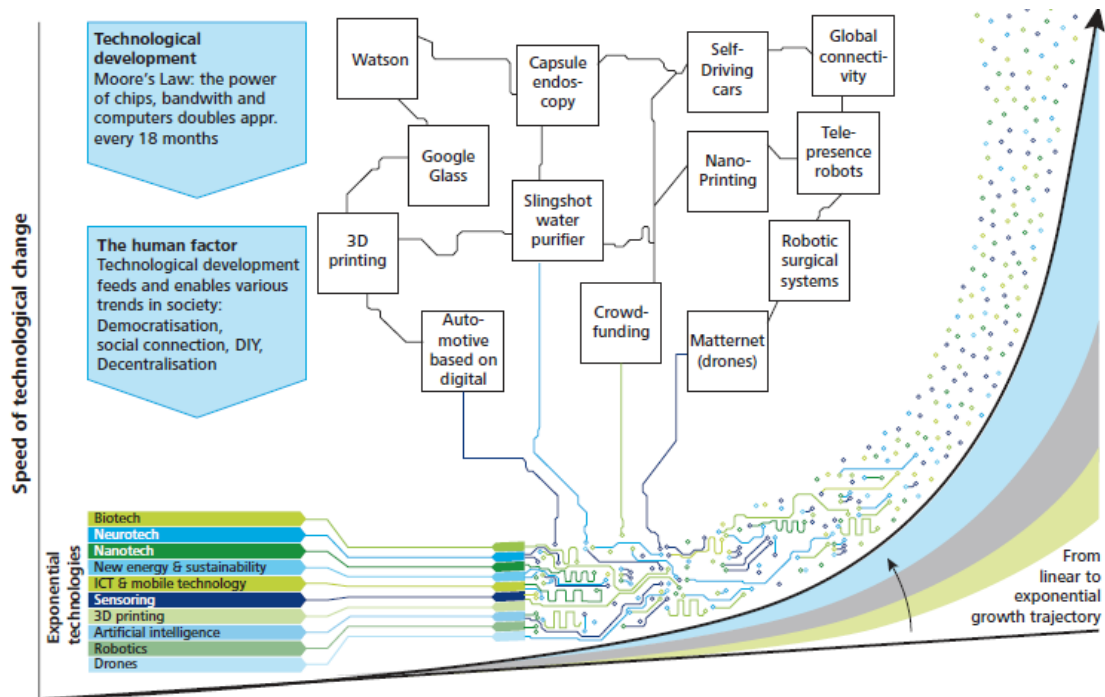 Speed of technological change
Technological
development
Moore's Law: the power
of chips, bandwith and
computers doubles appr.
every 18 months
The human factor
Technological development
feeds and enables various
trends in society:
Democratisation,
social connection, DIY,
Decentralisation
Watson
Capsule
endos-
copy
Self-
Driving
cars
Global
connecti-
vity
Google
Glass
Nano-
Printing
Tele-
presence
robots
3D
printing
Slingshot
water
purifier
Robotic
surgical
systems
Auto-
motive
based on
digital
Crowd-
funding
Matternet
(drones)
Exponential
technologies
Biotech
Neurotech
Nanotech
New energy & sustainability
ICT & mobile technology
Sensoring
3D printing
Artificial intelligence
Robotics
Drones
From
linear to
exponential
growth trajectory